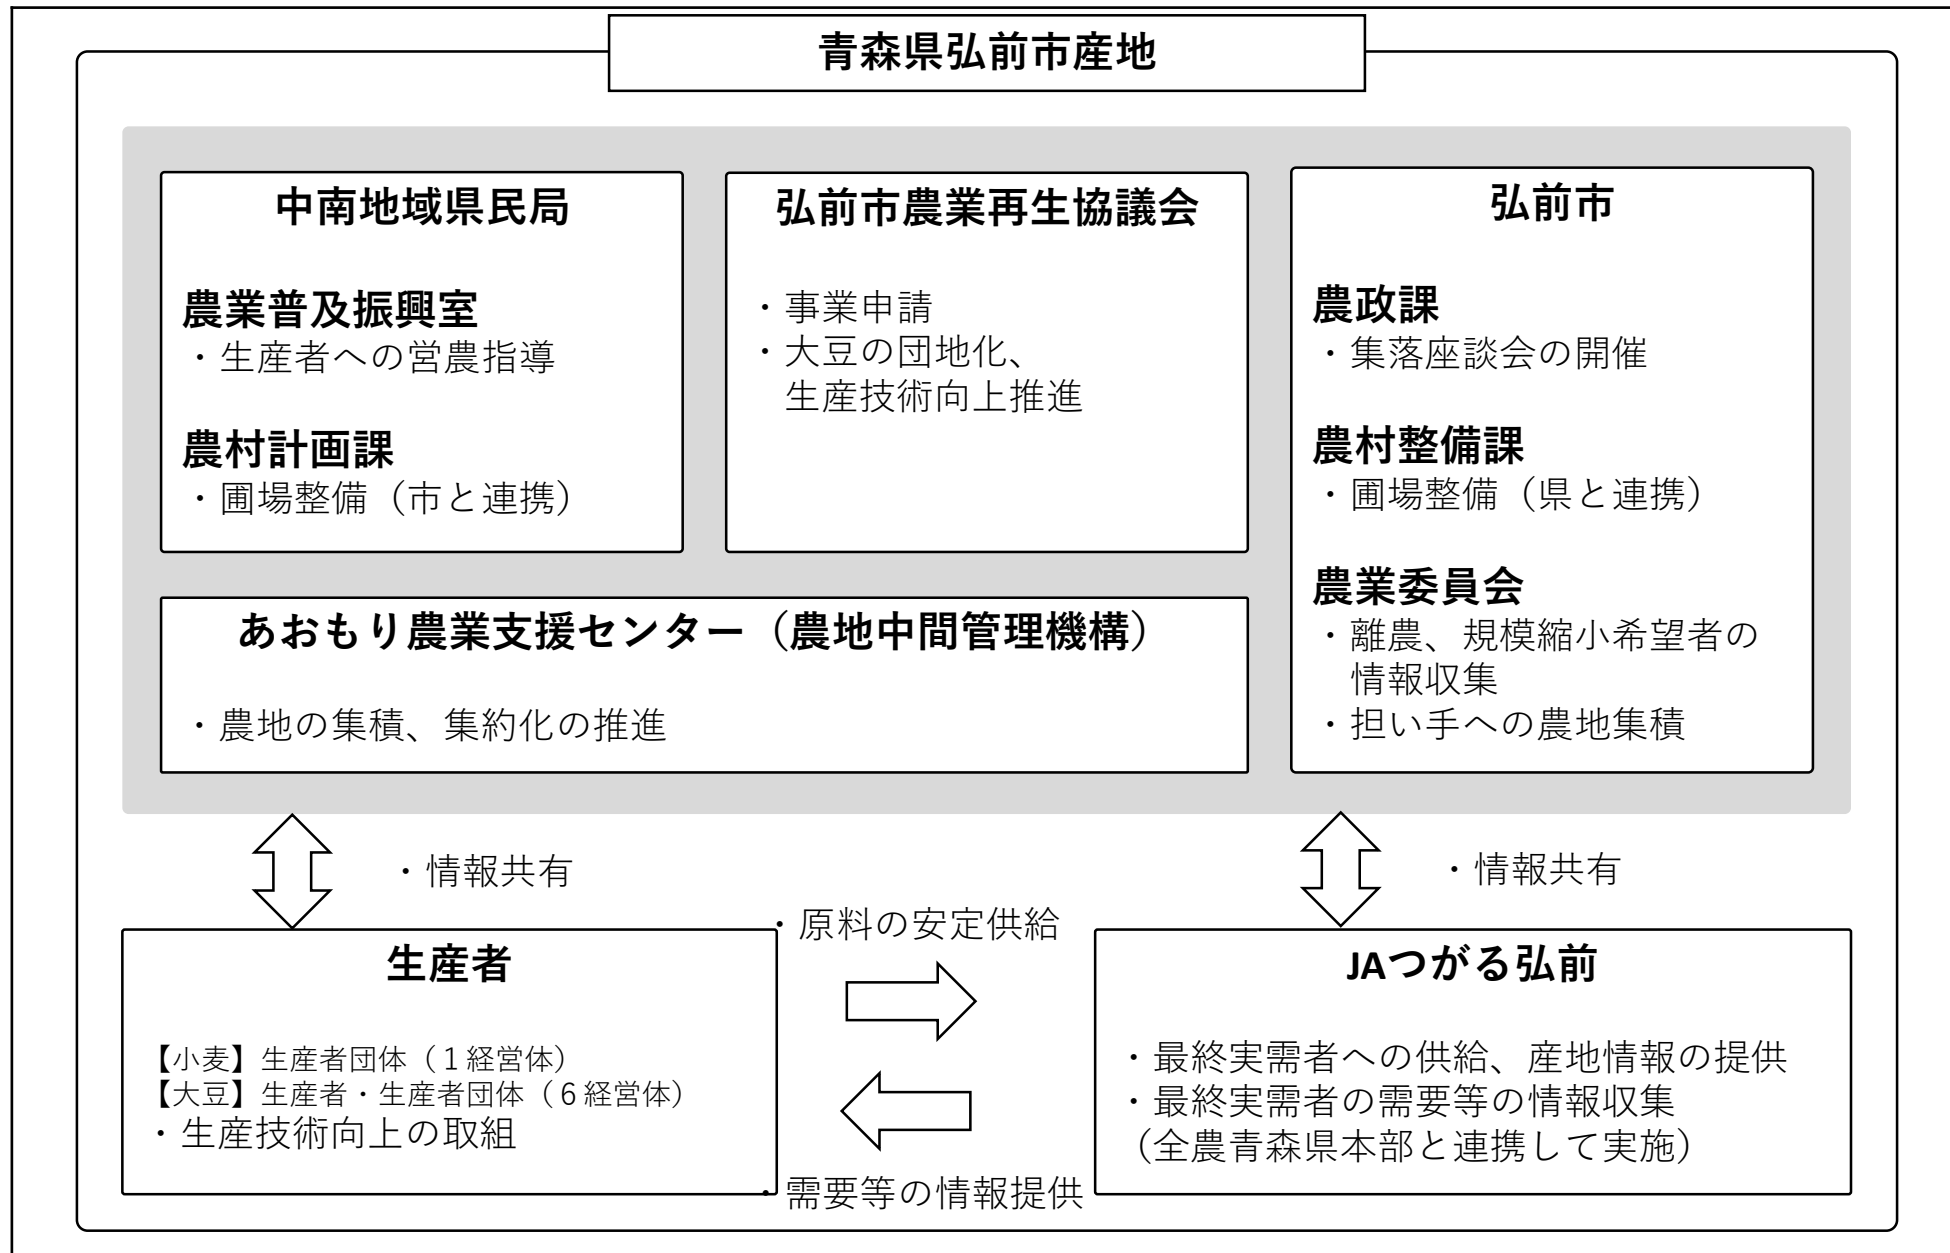 青森県弘前市産地
中南地域県民局
農業普及振興室
・生産者への営農指導
農村計画課
・圃場整備（市と連携）
弘前市農業再生協議会
・事業申請
・大豆の団地化、
生産技術向上推進
弘前市
農政課
・集落座談会の開催
農村整備課
・圃場整備（県と連携）
農業委員会
・離農、規模縮小希望者の
情報収集
・担い手への農地集積
あおもり農業支援センター（農地中間管理機構）
・農地の集積、集約化の推進
・情報共有
・情報共有
生産者
【小麦】生産者団体（１経営体）
【大豆】生産者・生産者団体（６経営体）
・生産技術向上の取組
・原料の安定供給
・需要等の情報提供
JAつがる弘前
・最終実需者への供給、産地情報の提供
・最終実需者の需要等の情報収集
（全農青森県本部と連携して実施）